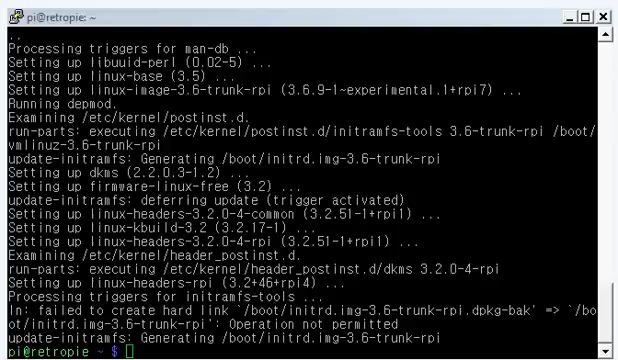 pi@retropie: ~
..
Processing triggers for man-db ...
Setting up libuuid-perl (0.02-5) ...
Setting up linux-base (3.5) ...
Setting up linux-image-3.6-trunk-rpi (3.6.9-1~experimental.1+rpi7) ...
Running depmod.
Examining /etc/kernel/postinst.d.
run-parts: executing /etc/kernel/postinst.d/initramfs-tools 3.6-trunk-rpi /boot/
vmlinuz-3.6-trunk-rpi
update-initramfs: Generating /boot/initrd.img-3.6-trunk-rpi
Setting up dkms (2.2.0.3-1.2) ...
Setting up firmware-linux-free (3.2) ...
update-initramfs: deferring update (trigger activated)
Setting up linux-headers-3.2.0-4-common (3.2.51-1+rpi1) ...
Setting up linux-kbuild-3.2 (3.2.17-1) ...
Setting up linux-headers-3.2.0-4-rpi (3.2.51-1+rpi1) ...
Examining /etc/kernel/header_postinst.d.
run-parts: executing /etc/kernel/header_postinst.d/dkms 3.2.0-4-rpi
Setting up linux-headers-rpi (3.2+46+rpi4) ...
Processing triggers for initramfs-tools ...
ln: failed to create hard link `/boot/initrd.img-3.6-trunk-rpi.dpkg-bak' => `/bo
ot/initrd.img-3.6-trunk-rpi': Operation not permitted
update-initramfs: Generating /boot/initrd.img-3.6-trunk-rpi
pi@retropie ~ $